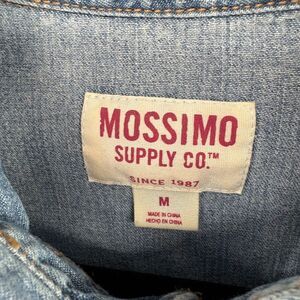 MOSSIMO
SUPPLY CO.™
SINCE 1987
M
MADE IN CHINA
HECHO EN CHINA